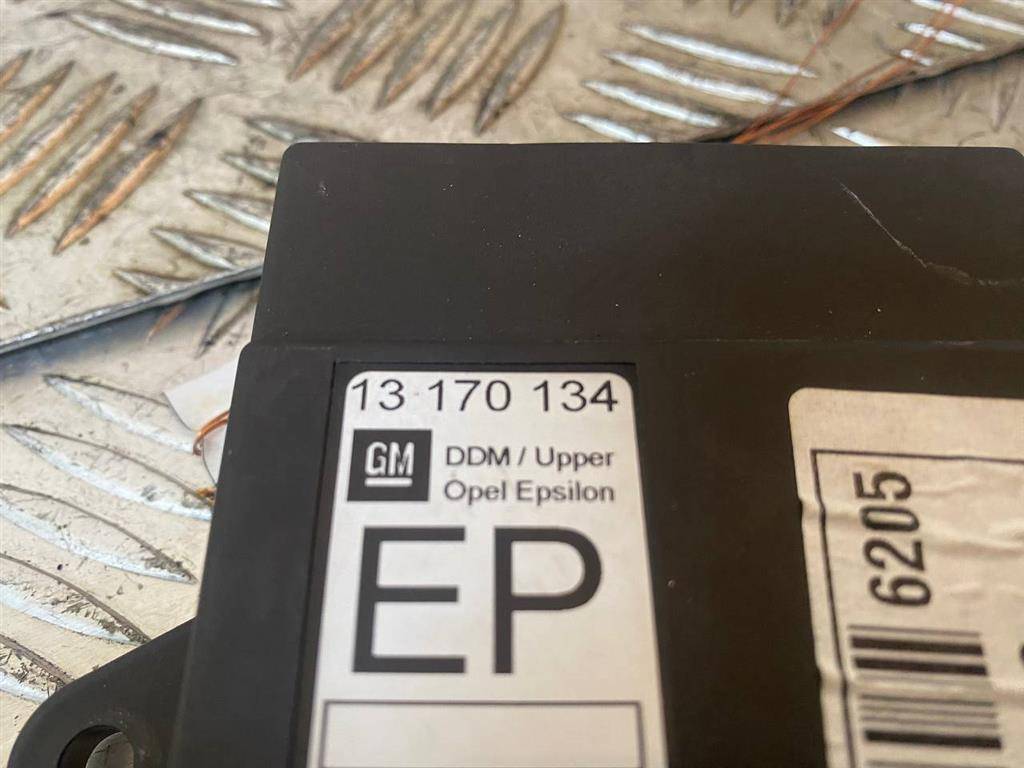 13 170 134
GM
DDM / Upper
Opel Epsilon
EP
6205